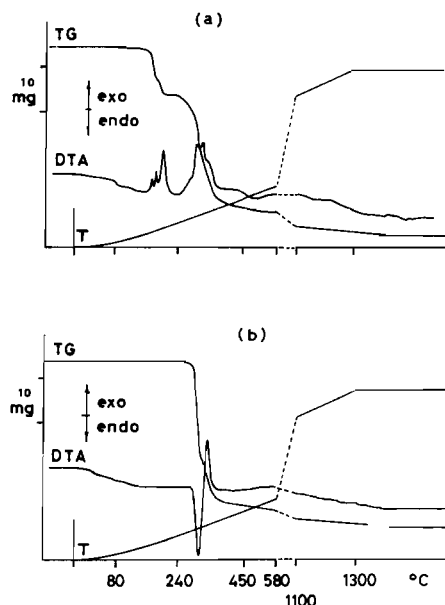 (a)
TG
10
mg
exo
endo
DTA
T
(b)
TG
10
mg
exo
endo
DTA
T
80 240 450 580 1300 °C
1100